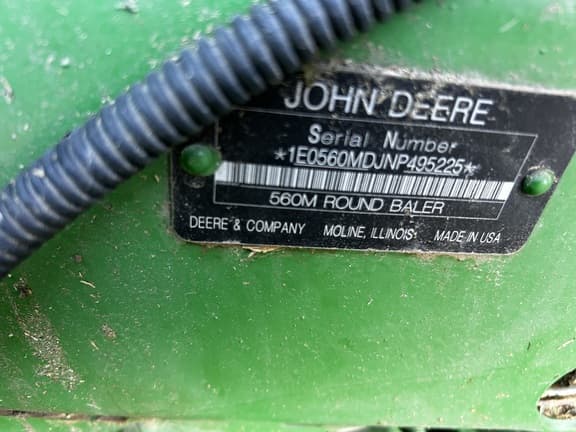 JOHN DEERE
Serial Number
*1E0560MDJNP495225*
560M ROUND BALER
DEERE & COMPANY MOLINE, ILLINOIS MADE IN USA